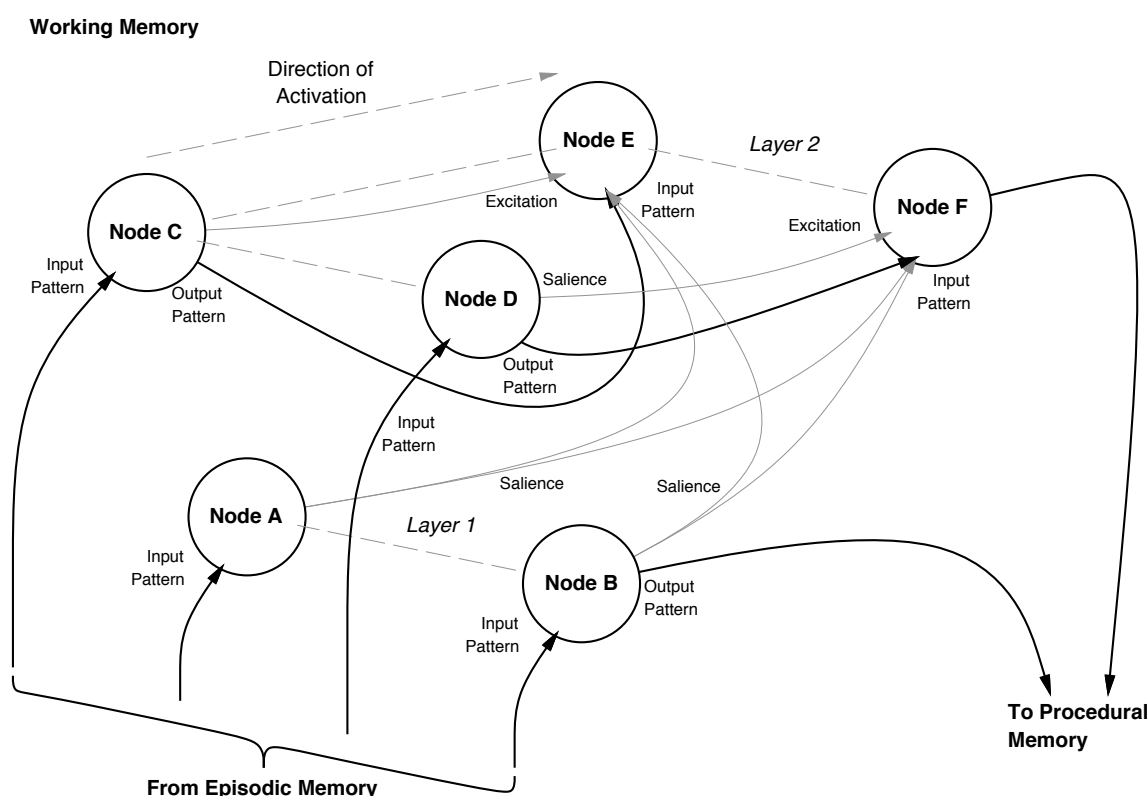 Working Memory
Direction of
Activation
Node E
Layer 2
Input
Pattern
Excitation
Node F
Node C
Excitation
Input
Pattern
Output
Pattern
Node D
Salience
Input
Pattern
Output
Pattern
Input
Pattern
Salience
Salience
Node A
Layer 1
Input
Pattern
Node B
Output
Pattern
Input
Pattern
To Procedural
Memory
From Episodic Memory